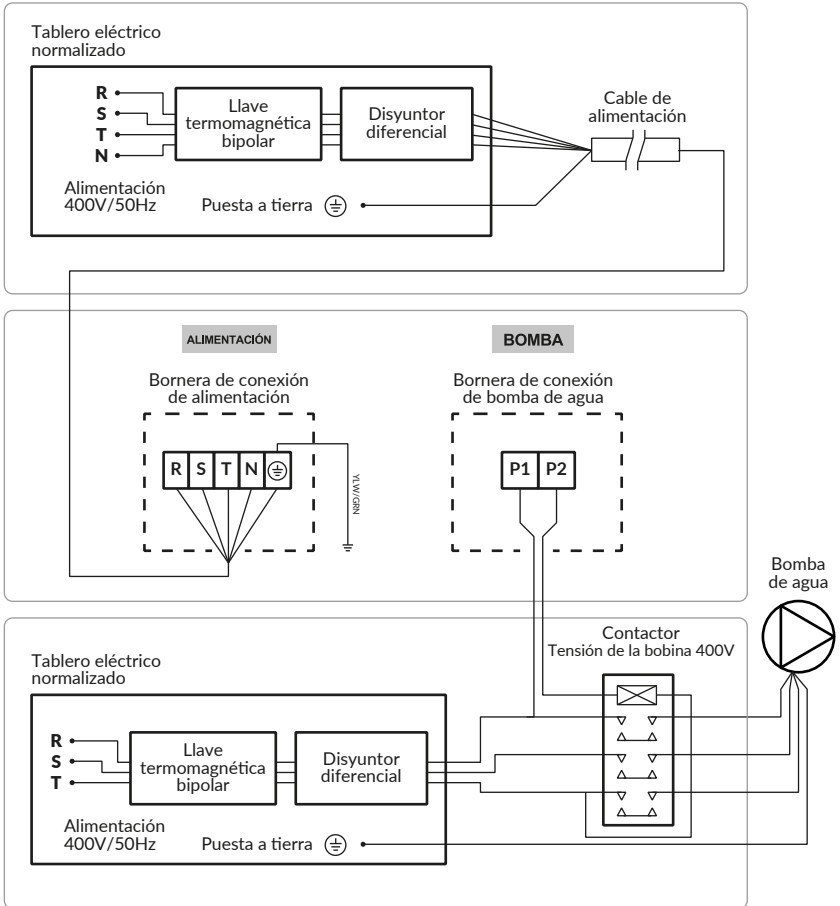 Tablero eléctrico
normalizado
R
S
T
N
Llave
termomagnética
bipolar
Disyuntor
diferencial
Cable de
alimentación
Alimentación
400V/50Hz
Puesta a tierra
ALIMENTACIÓN
BOMBA
Bornera de conexión
de alimentación
Bornera de conexión
de bomba de agua
R S T N
P1 P2
YLW/GRN
Bomba
de agua
Contactor
Tensión de la bobina 400V
Tablero eléctrico
normalizado
R
S
T
Llave
termomagnética
bipolar
Disyuntor
diferencial
Alimentación
400V/50Hz
Puesta a tierra